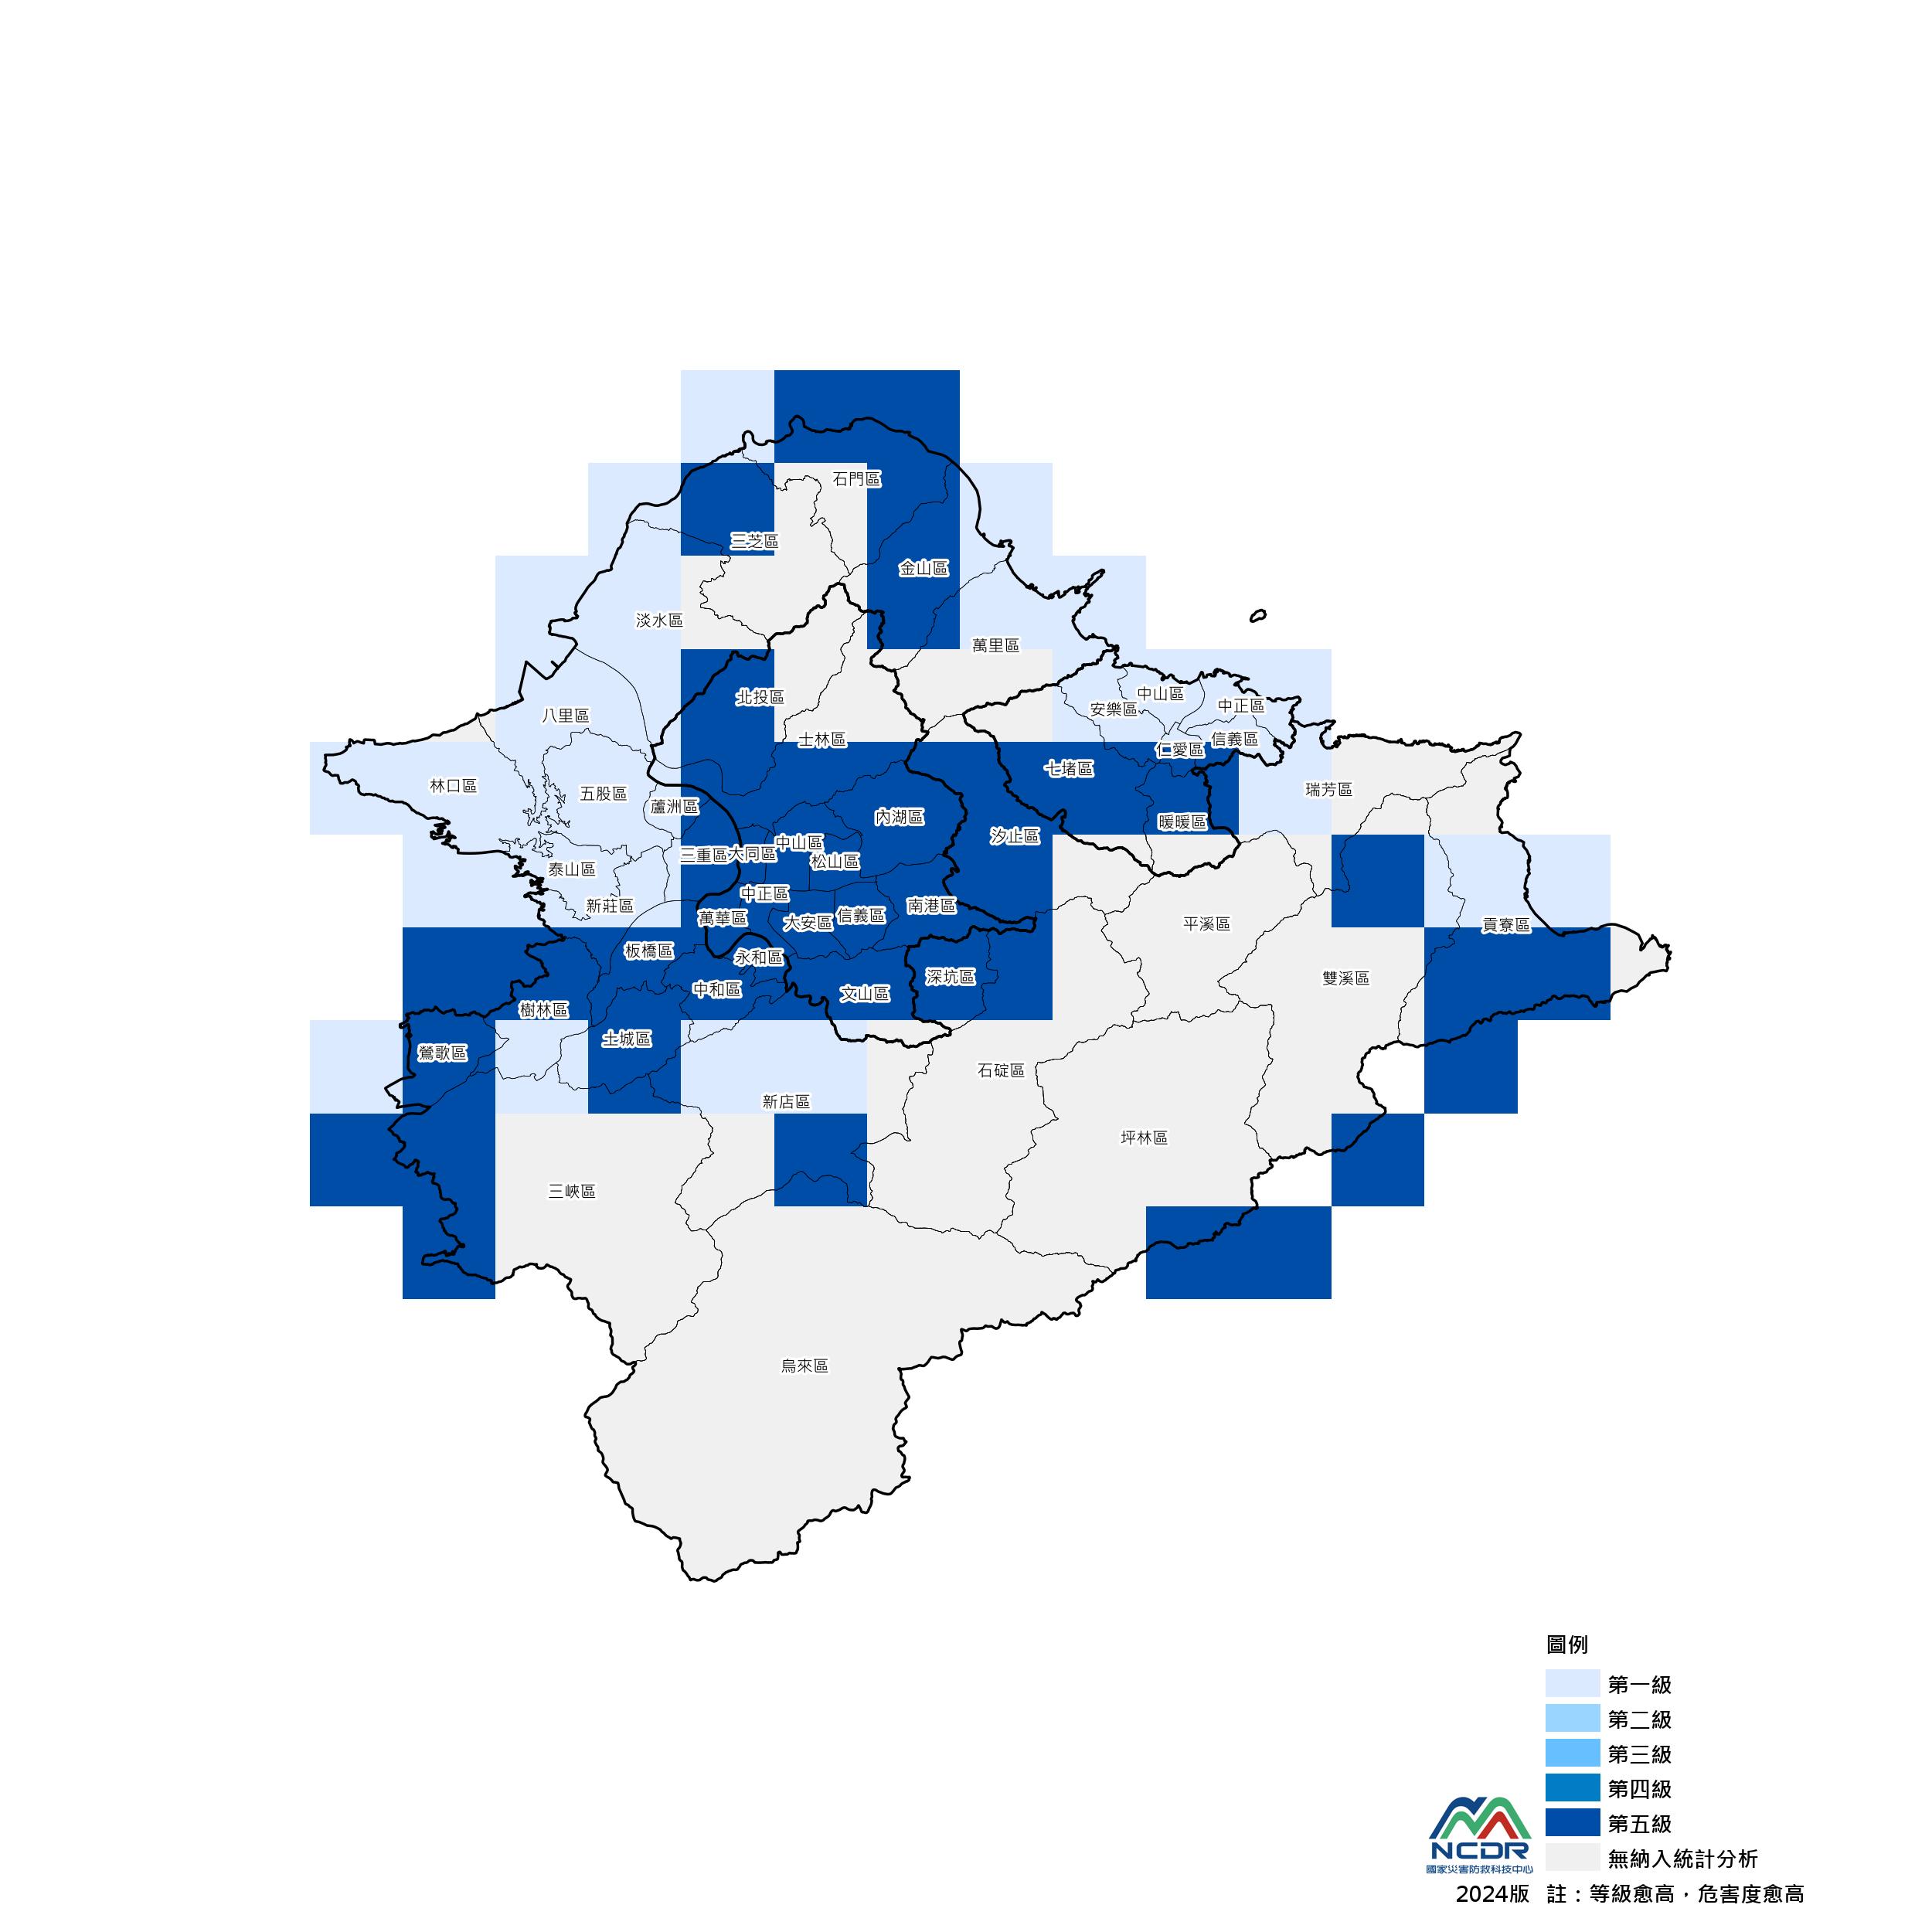 石門區
三芝區
金山區
淡水區
萬里區
北投區
中山區
中正區
安樂區
八里區
士林區
信義區
仁愛區
七堵區
林口區
五股區
瑞芳區
蘆洲區
內湖區
暖暖區
汐止區
中山區
三重區
大同區
松山區
泰山區
中正區
新莊區
南港區
信義區
萬華區
大安區
平溪區
貢寮區
板橋區
永和區
深坑區
雙溪區
中和區
文山區
樹林區
土城區
鶯歌區
石碇區
新店區
坪林區
三峽區
烏來區
圖例
第一級
第二級
第三級
第四級
第五級
無納入統計分析
NCDR
國家災害防救科技中心
2024版 註：等級愈高，危害度愈高